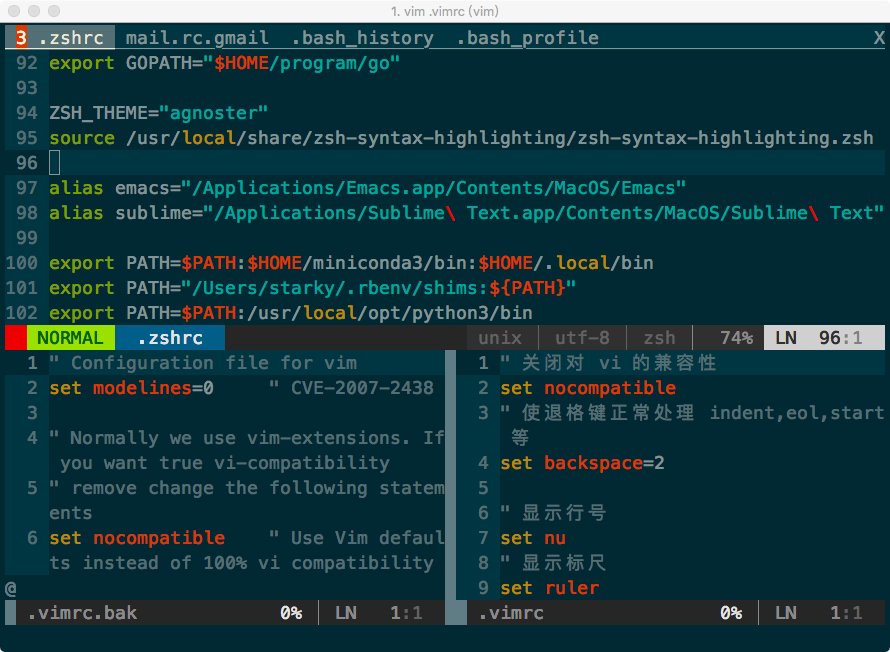 1. vim .vimrc (vim)
3 .zshrc mail.rc.gmail .bash_history .bash_profile X
92 export GOPATH="$HOME/program/go"
93
94 ZSH_THEME="agnoster"
95 source /usr/local/share/zsh-syntax-highlighting/zsh-syntax-highlighting.zsh
96
97 alias emacs="/Applications/Emacs.app/Contents/MacOS/Emacs"
98 alias sublime="/Applications/Sublime\ Text.app/Contents/MacOS/Sublime\ Text"
99
100 export PATH=$PATH:$HOME/miniconda3/bin:$HOME/.local/bin
101 export PATH="/Users/starky/.rbenv/shims:${PATH}"
102 export PATH=$PATH:/usr/local/opt/python3/bin
NORMAL .zshrc unix utf-8 zsh 74% LN 96:1
1 " Configuration file for vim
2 set modelines=0     " CVE-2007-2438
3
4 " Normally we use vim-extensions. If
you want true vi-compatibility
5 " remove change the following statem
ents
6 set nocompatible    " Use Vim defaul
ts instead of 100% vi compatibility
@
.vimrc.bak 0% LN 1:1
1 " 关闭对 vi 的兼容性
2 set nocompatible
3 " 使退格键正常处理 indent,eol,start
等
4 set backspace=2
5
6 " 显示行号
7 set nu
8 " 显示标尺
9 set ruler
.vimrc 0% LN 1:1